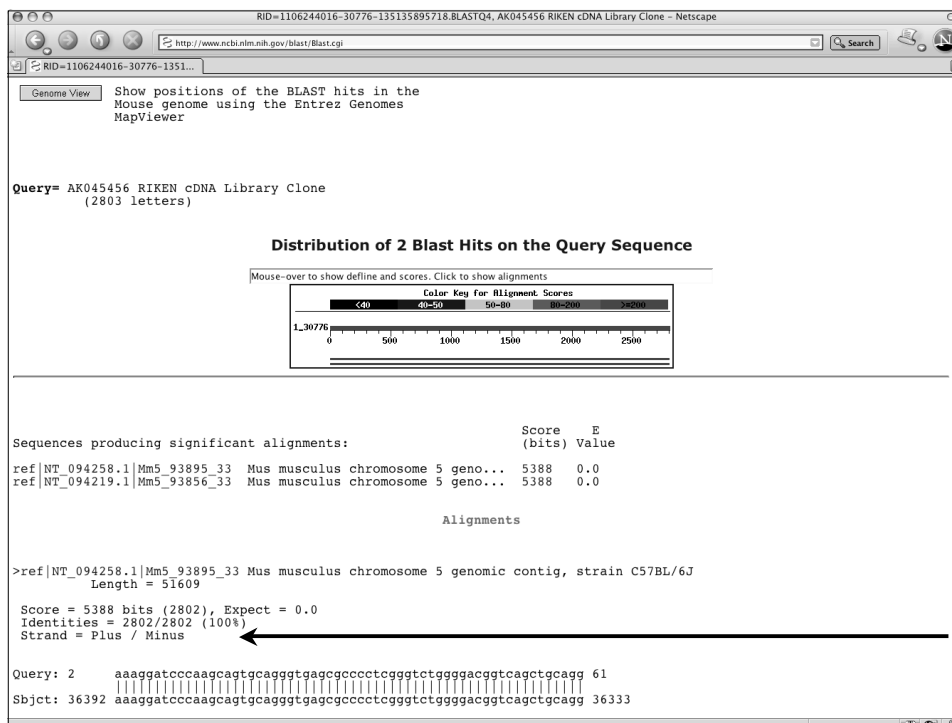 RID=1106244016-30776-135135895718.BLASTQ4, AK045456 RIKEN cDNA Library Clone - Netscape
http://www.ncbi.nlm.nih.gov/blast/Blast.cgi
Search
RID=1106244016-30776-1351...
Genome View
Show positions of the BLAST hits in the
Mouse genome using the Entrez Genomes
MapViewer
Query= AK045456 RIKEN cDNA Library Clone
(2803 letters)
Distribution of 2 Blast Hits on the Query Sequence
Mouse-over to show defline and scores. Click to show alignments
Color Key for Alignment Scores
<40 40-50 50-80 80-200 >=200
1_30776
0 500 1000 1500 2000 2500
Score E
Sequences producing significant alignments: (bits) Value
ref|NT_094258.1|Mm5_93895_33 Mus musculus chromosome 5 geno... 5388 0.0
ref|NT_094219.1|Mm5_93856_33 Mus musculus chromosome 5 geno... 5388 0.0
Alignments
>ref|NT_094258.1|Mm5_93895_33 Mus musculus chromosome 5 genomic contig, strain C57BL/6J
Length = 51609
Score = 5388 bits (2802), Expect = 0.0
Identities = 2802/2802 (100%)
Strand = Plus / Minus
Query: 2 aaaggatcccaagcagtgcagggtgagcgcccctcgggtctggggacggtcagctgcagg 61
||||||||||||||||||||||||||||||||||||||||||||||||||||||||||||
Sbjct: 36392 aaaggatcccaagcagtgcagggtgagcgcccctcgggtctggggacggtcagctgcagg 36333